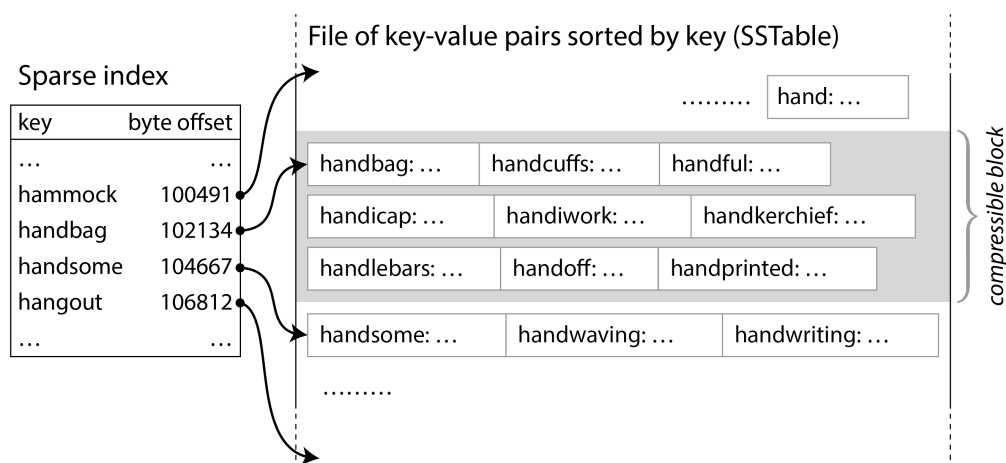 File of key-value pairs sorted by key (SSTable)
Sparse index
key byte offset
… …
hammock 100491
handbag 102134
handsome 104667
hangout 106812
… …
……… hand: …
handbag: … handcuffs: … handful: …
handicap: … handiwork: … handkerchief: …
handlebars: … handoff: … handprinted: …
handsome: … handwaving: … handwriting: …
………
compressible block